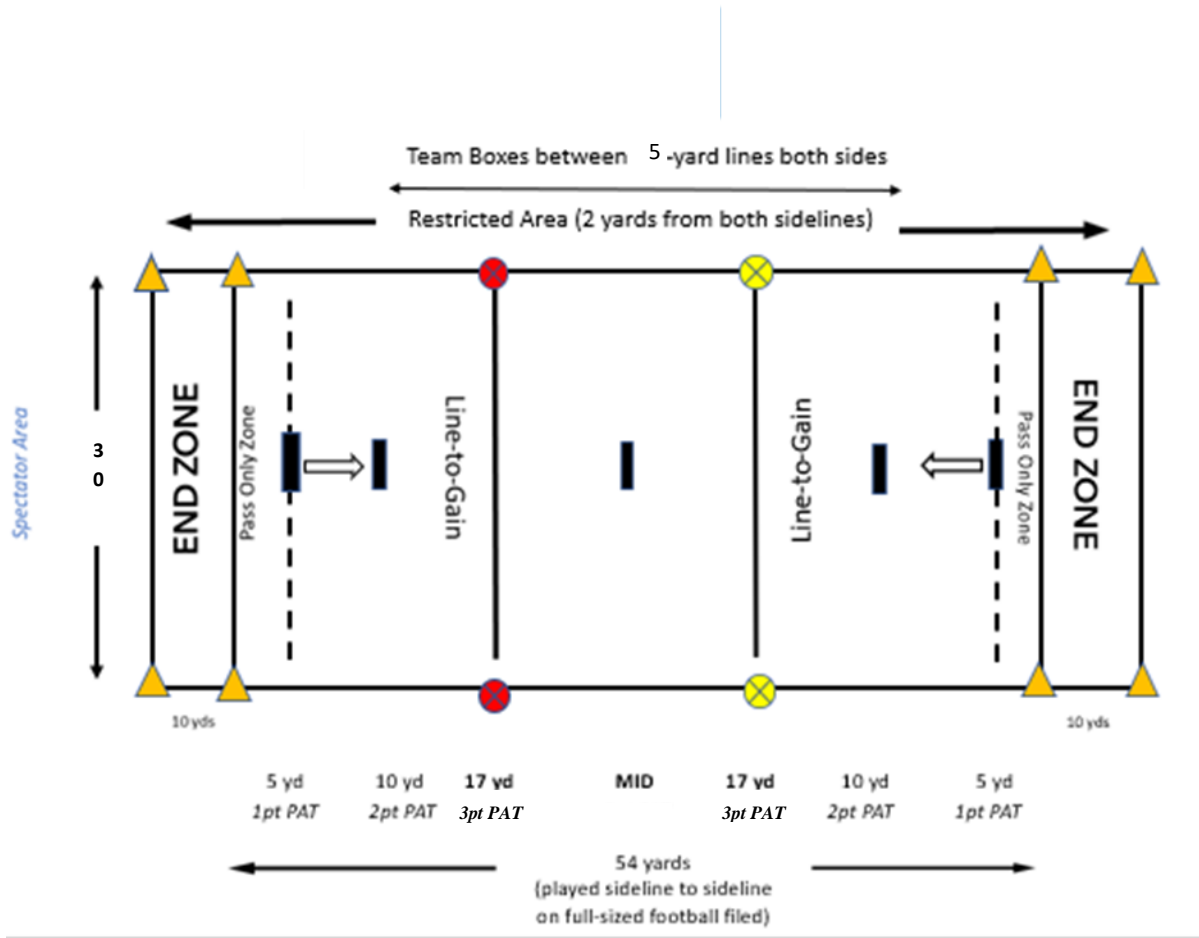 Team Boxes between 5 -yard lines both sides
Restricted Area (2 yards from both sidelines)
Spectator Area
3
0
END ZONE
Pass Only Zone
Line-to-Gain
Line-to-Gain
Pass Only Zone
END ZONE
10 yds
10 yds
5 yd
1pt PAT
10 yd
2pt PAT
17 yd
3pt PAT
MID
17 yd
3pt PAT
10 yd
2pt PAT
5 yd
1pt PAT
54 yards
(played sideline to sideline
on full-sized football filed)